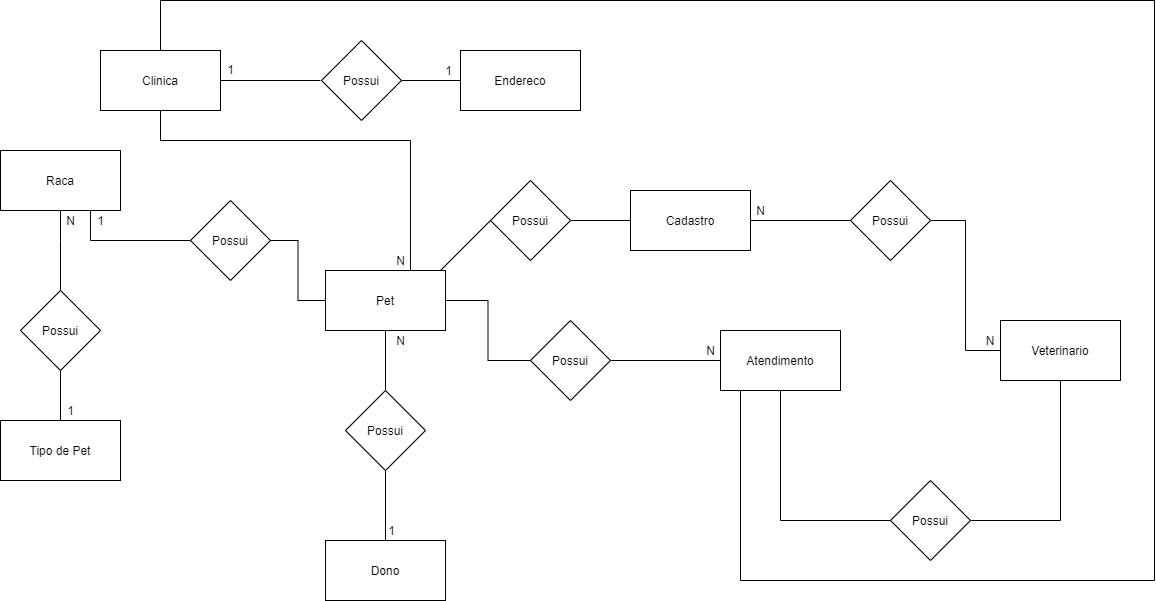 Clinica
1
Possui
1
Endereco
Raca
N
1
Possui
N
Possui
Cadastro
N
Possui
Pet
N
Possui
N
Atendimento
N
Veterinario
Possui
1
Tipo de Pet
Possui
1
Dono
Possui